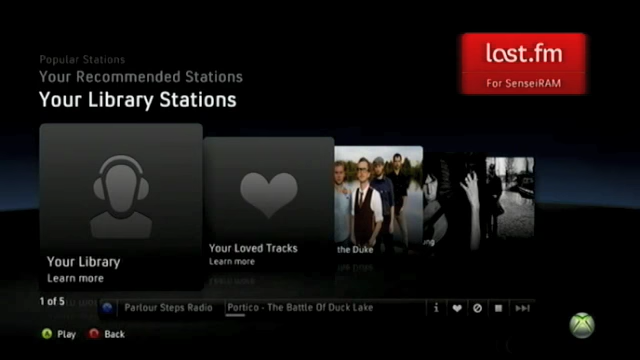 Popular Stations
Your Recommended Stations
Your Library Stations
last.fm
For SenseiRAM
Your Library
Learn more
Your Loved Tracks
Learn more
the Duke
1 of 5
Parlour Steps Radio
Portico - The Battle Of Duck Lake
i
A Play
B Back